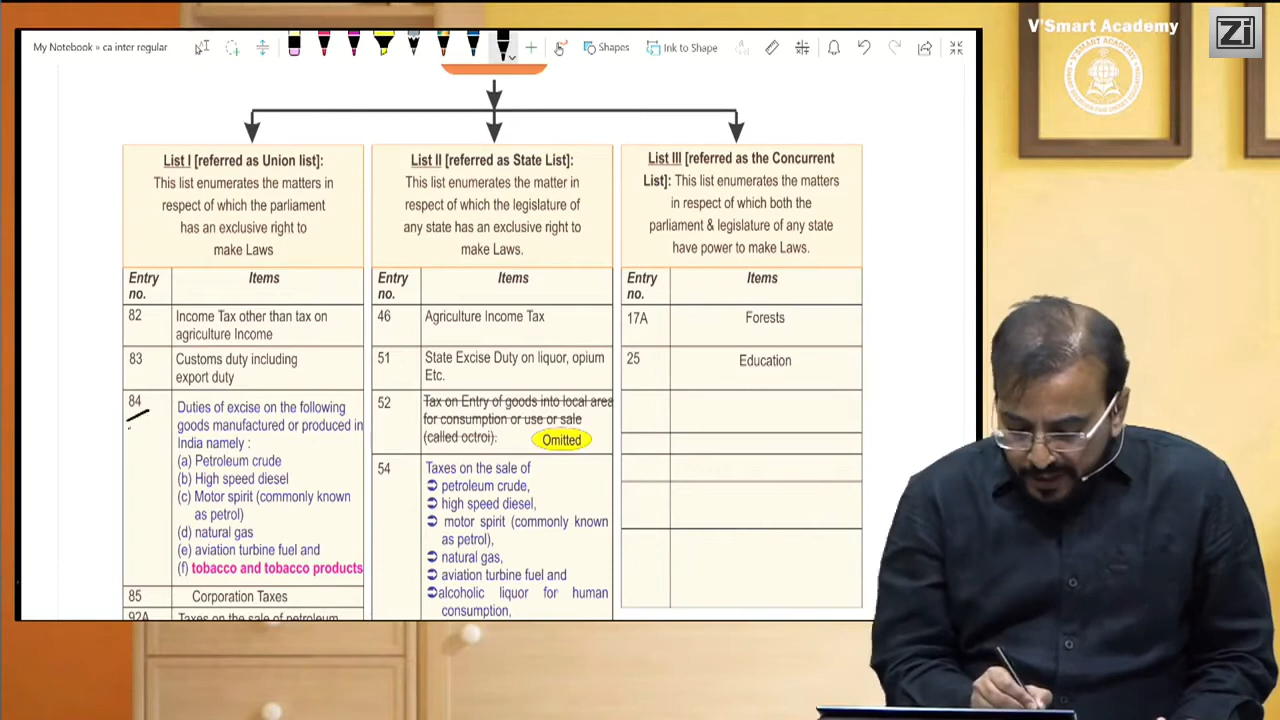 V'Smart Academy
Zi
My Notebook » ca inter regular
Shapes
Ink to Shape
List I [referred as Union list]:
This list enumerates the matters in
respect of which the parliament
has an exclusive right to
make Laws
Entry no.
Items
82
Income Tax other than tax on
agriculture Income
83
Customs duty including
export duty
84
Duties of excise on the following
goods manufactured or produced in
India namely :
(a) Petroleum crude
(b) High speed diesel
(c) Motor spirit (commonly known
as petrol)
(d) natural gas
(e) aviation turbine fuel and
(f) tobacco and tobacco products
85
Corporation Taxes
92A
Taxes on the sale of petroleum
List II [referred as State List]:
This list enumerates the matter in
respect of which the legislature of
any state has an exclusive right to
make Laws.
Entry no.
Items
46
Agriculture Income Tax
51
State Excise Duty on liquor, opium
Etc.
52
Tax on Entry of goods into local area
for consumption or use or sale
(called octroi).
Omitted
54
Taxes on the sale of
➲ petroleum crude,
➲ high speed diesel,
➲ motor spirit (commonly known
as petrol),
➲ natural gas,
➲ aviation turbine fuel and
➲alcoholic liquor for human
consumption,
List III [referred as the Concurrent
List]: This list enumerates the matters
in respect of which both the
parliament & legislature of any state
have power to make Laws.
Entry no.
Items
17A
Forests
25
Education